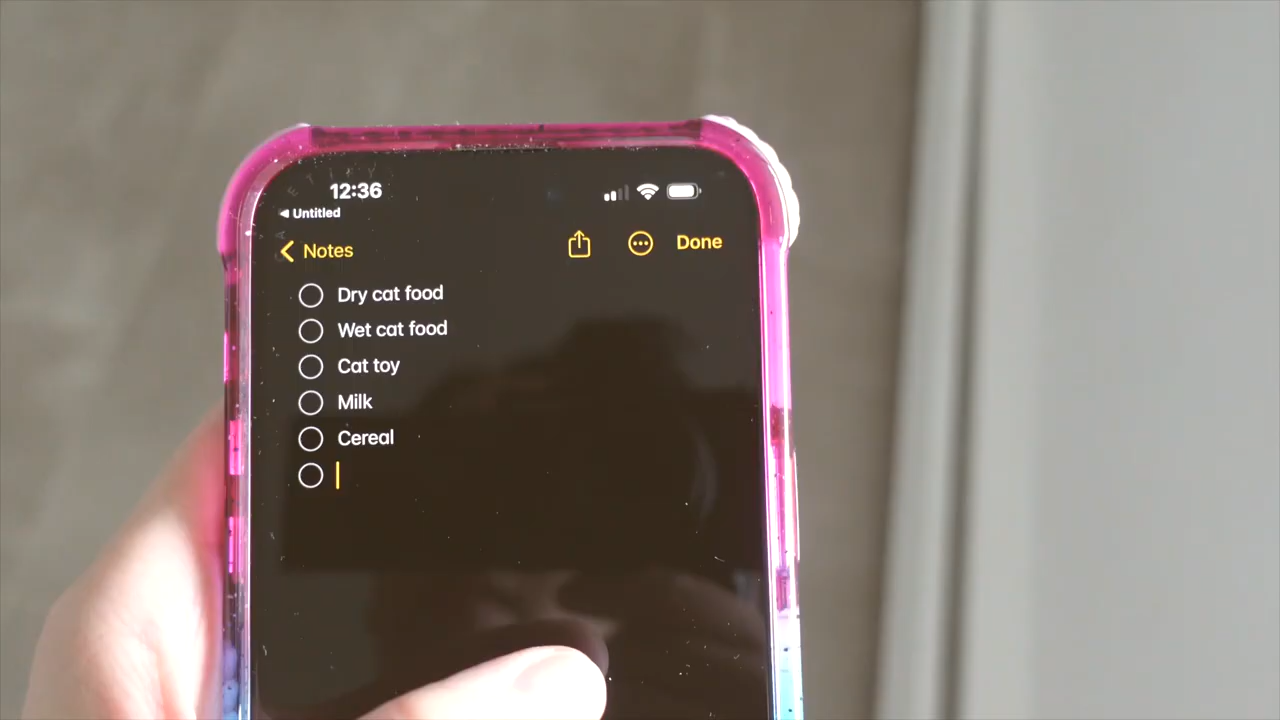 12:36
Untitled
Notes
Done
Dry cat food
Wet cat food
Cat toy
Milk
Cereal